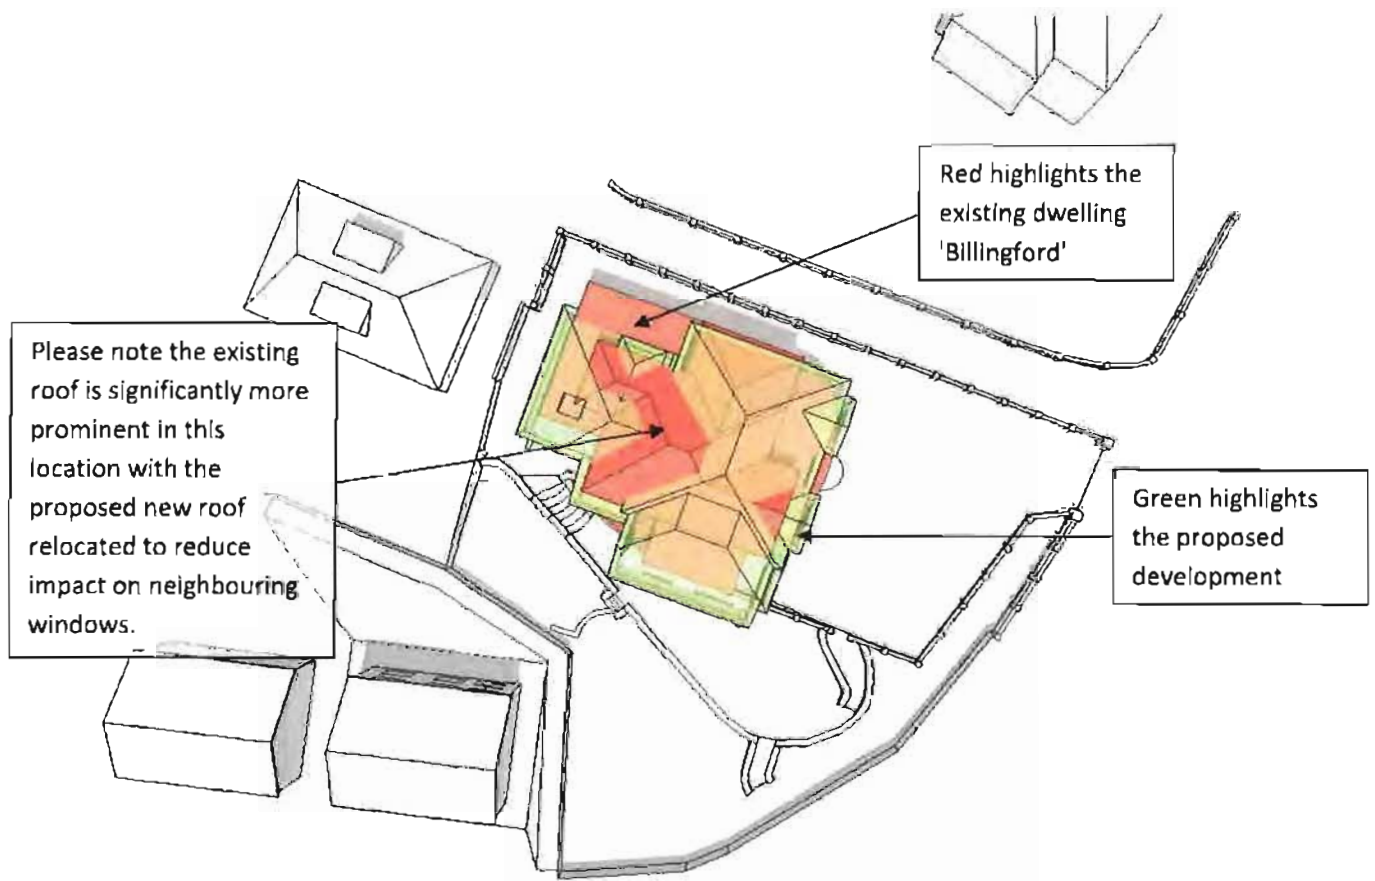 Red highlights the
existing dwelling
'Billingford'
Please note the existing
roof is significantly more
prominent in this
location with the
proposed new roof
relocated to reduce
impact on neighbouring
windows.
Green highlights
the proposed
development